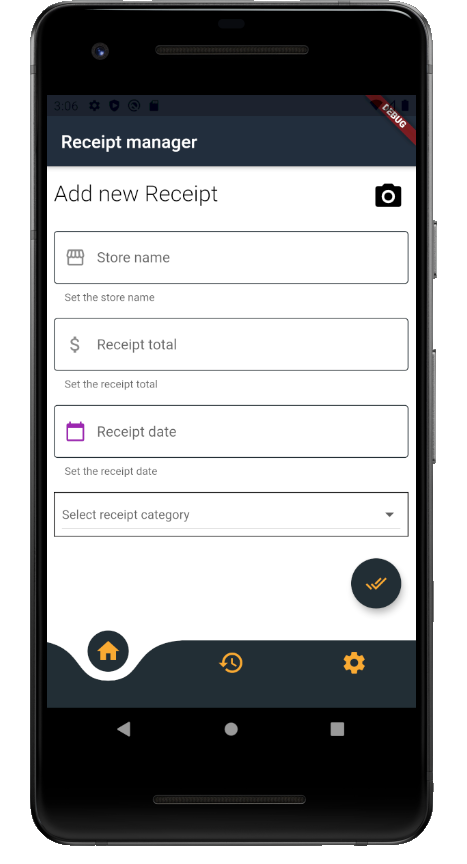 3:06
DEBUG
Receipt manager
Add new Receipt
Store name
Set the store name
$ Receipt total
Set the receipt total
Receipt date
Set the receipt date
Select receipt category